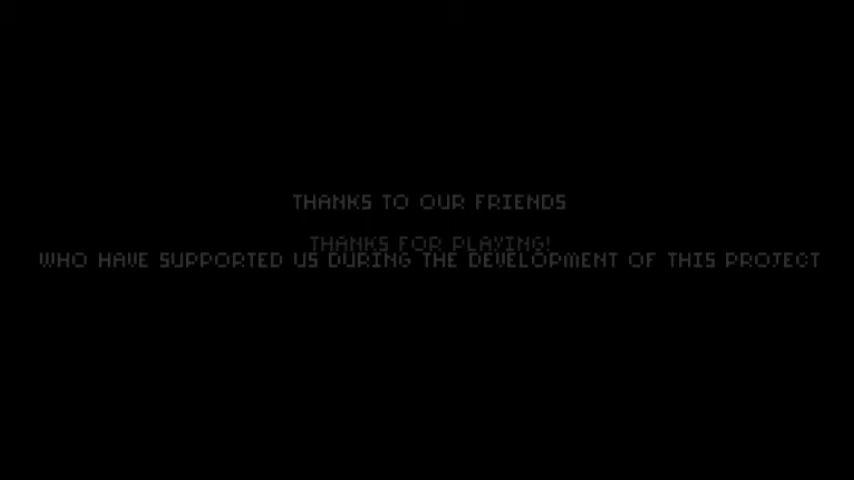 THANKS TO OUR FRIENDS
THANKS FOR PLAYING!
WHO HAVE SUPPORTED US DURING THE DEVELOPMENT OF THIS PROJECT